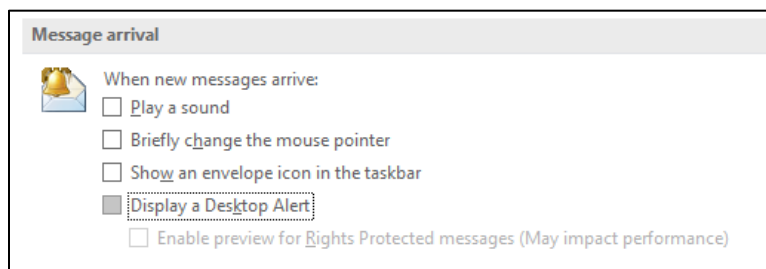 Message arrival
When new messages arrive:
Play a sound
Briefly change the mouse pointer
Show an envelope icon in the taskbar
Display a Desktop Alert
Enable preview for Rights Protected messages (May impact performance)